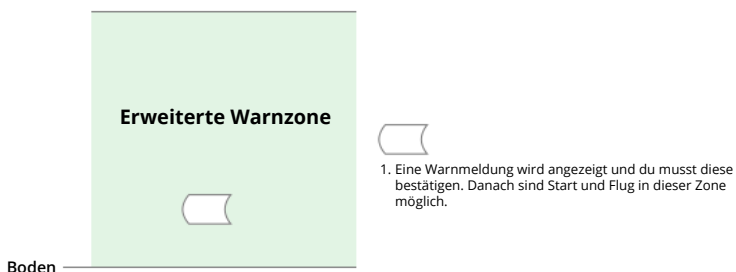 Erweiterte Warnzone
1. Eine Warnmeldung wird angezeigt und du musst diese
bestätigen. Danach sind Start und Flug in dieser Zone
möglich.
Boden